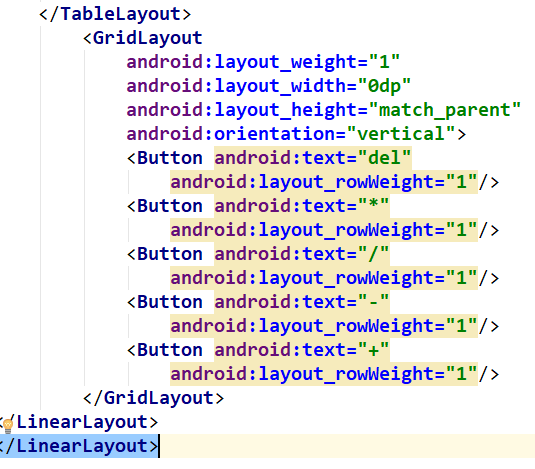 </TableLayout>
<GridLayout
android:layout_weight="1"
android:layout_width="0dp"
android:layout_height="match_parent"
android:orientation="vertical">
<Button android:text="del"
android:layout_rowWeight="1"/>
<Button android:text="*"
android:layout_rowWeight="1"/>
<Button android:text="/"
android:layout_rowWeight="1"/>
<Button android:text="-"
android:layout_rowWeight="1"/>
<Button android:text="+"
android:layout_rowWeight="1"/>
</GridLayout>
</LinearLayout>
</LinearLayout>